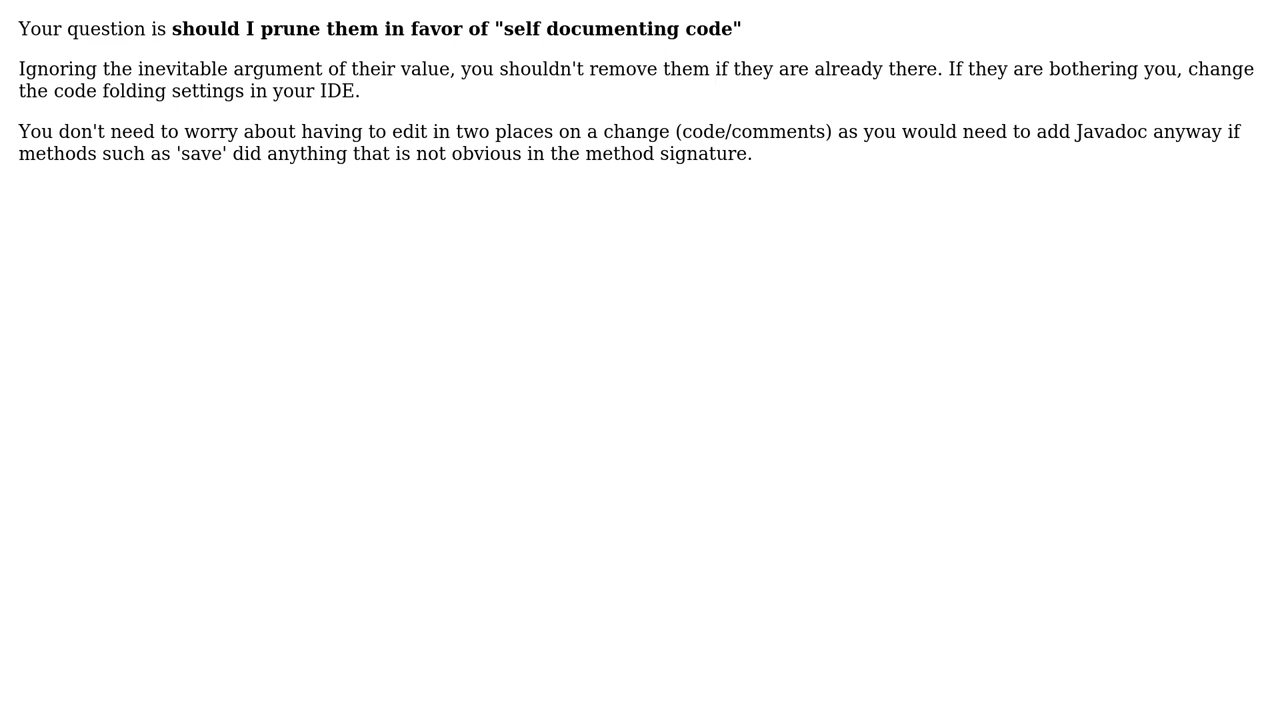 Your question is should I prune them in favor of "self documenting code"
Ignoring the inevitable argument of their value, you shouldn't remove them if they are already there. If they are bothering you, change
the code folding settings in your IDE.
You don't need to worry about having to edit in two places on a change (code/comments) as you would need to add Javadoc anyway if
methods such as 'save' did anything that is not obvious in the method signature.